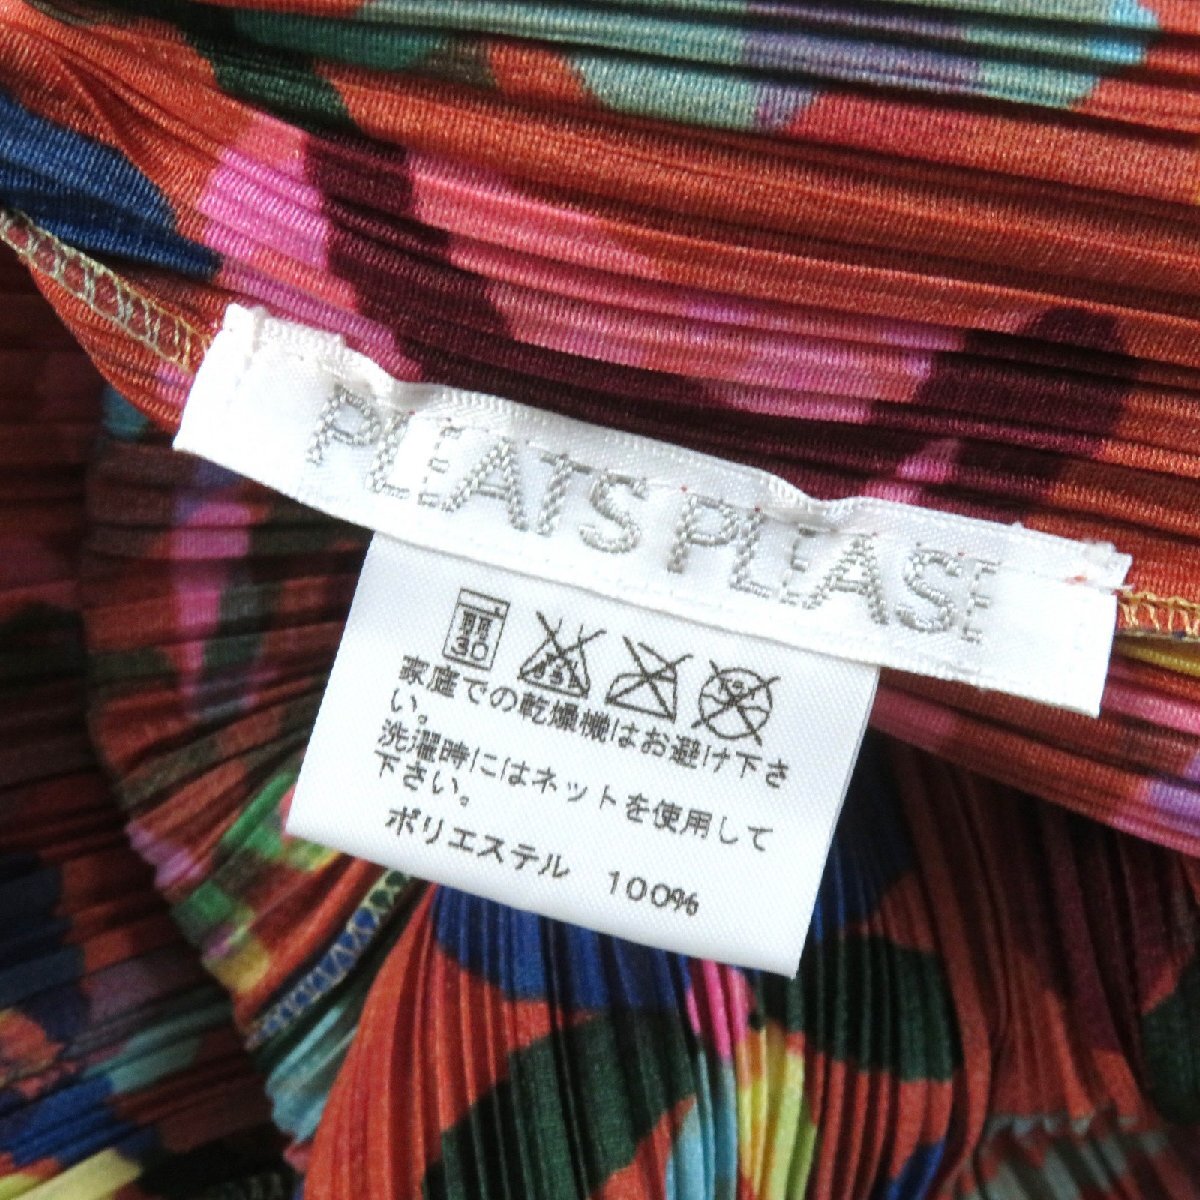 PLEATS PLEASE
弱
30
家庭での乾燥機はお避け下さ
い。
洗濯時にはネットを使用して
下さい。
ポリエステル 100%